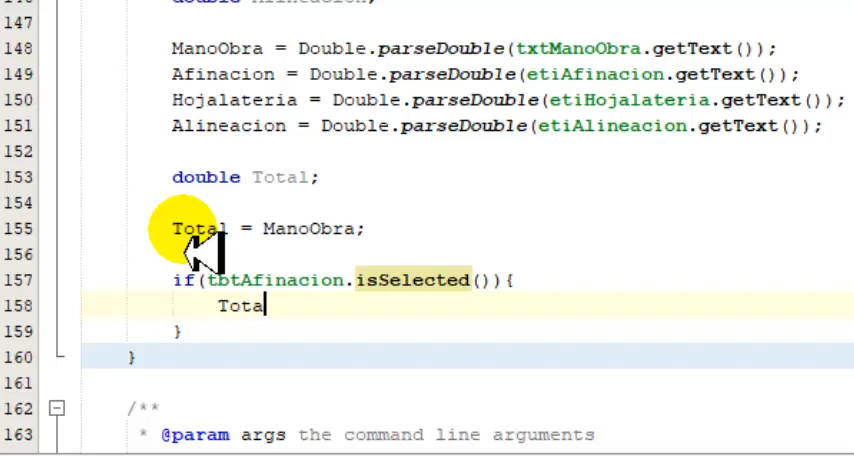 147
148 ManoObra = Double.parseDouble(txtManoObra.getText());
149 Afinacion = Double.parseDouble(etiAfinacion.getText());
150 Hojalateria = Double.parseDouble(etiHojalateria.getText());
151 Alineacion = Double.parseDouble(etiAlineacion.getText());
152
153 double Total;
154
155 Total = ManoObra;
156
157 if(tbtAfinacion.isSelected()){
158 Tota
159 }
160 }
161
162 /**
163 * @param args the command line arguments